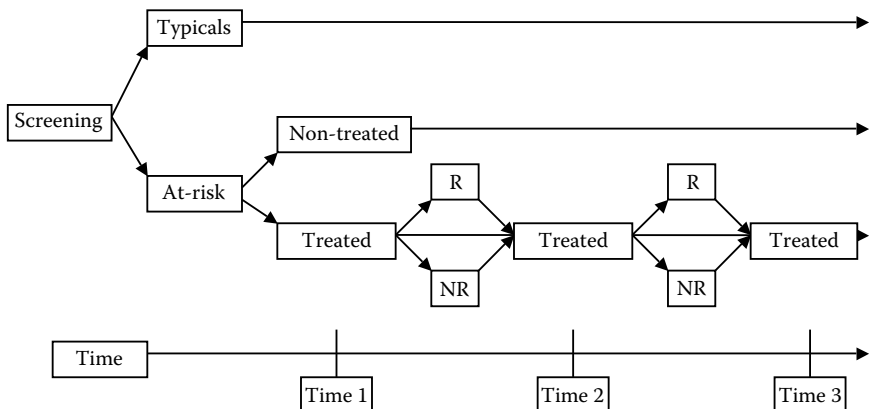 Typicals
Screening
Non-treated
At-risk
R
R
Treated
Treated
Treated
NR
NR
Time
Time 1
Time 2
Time 3